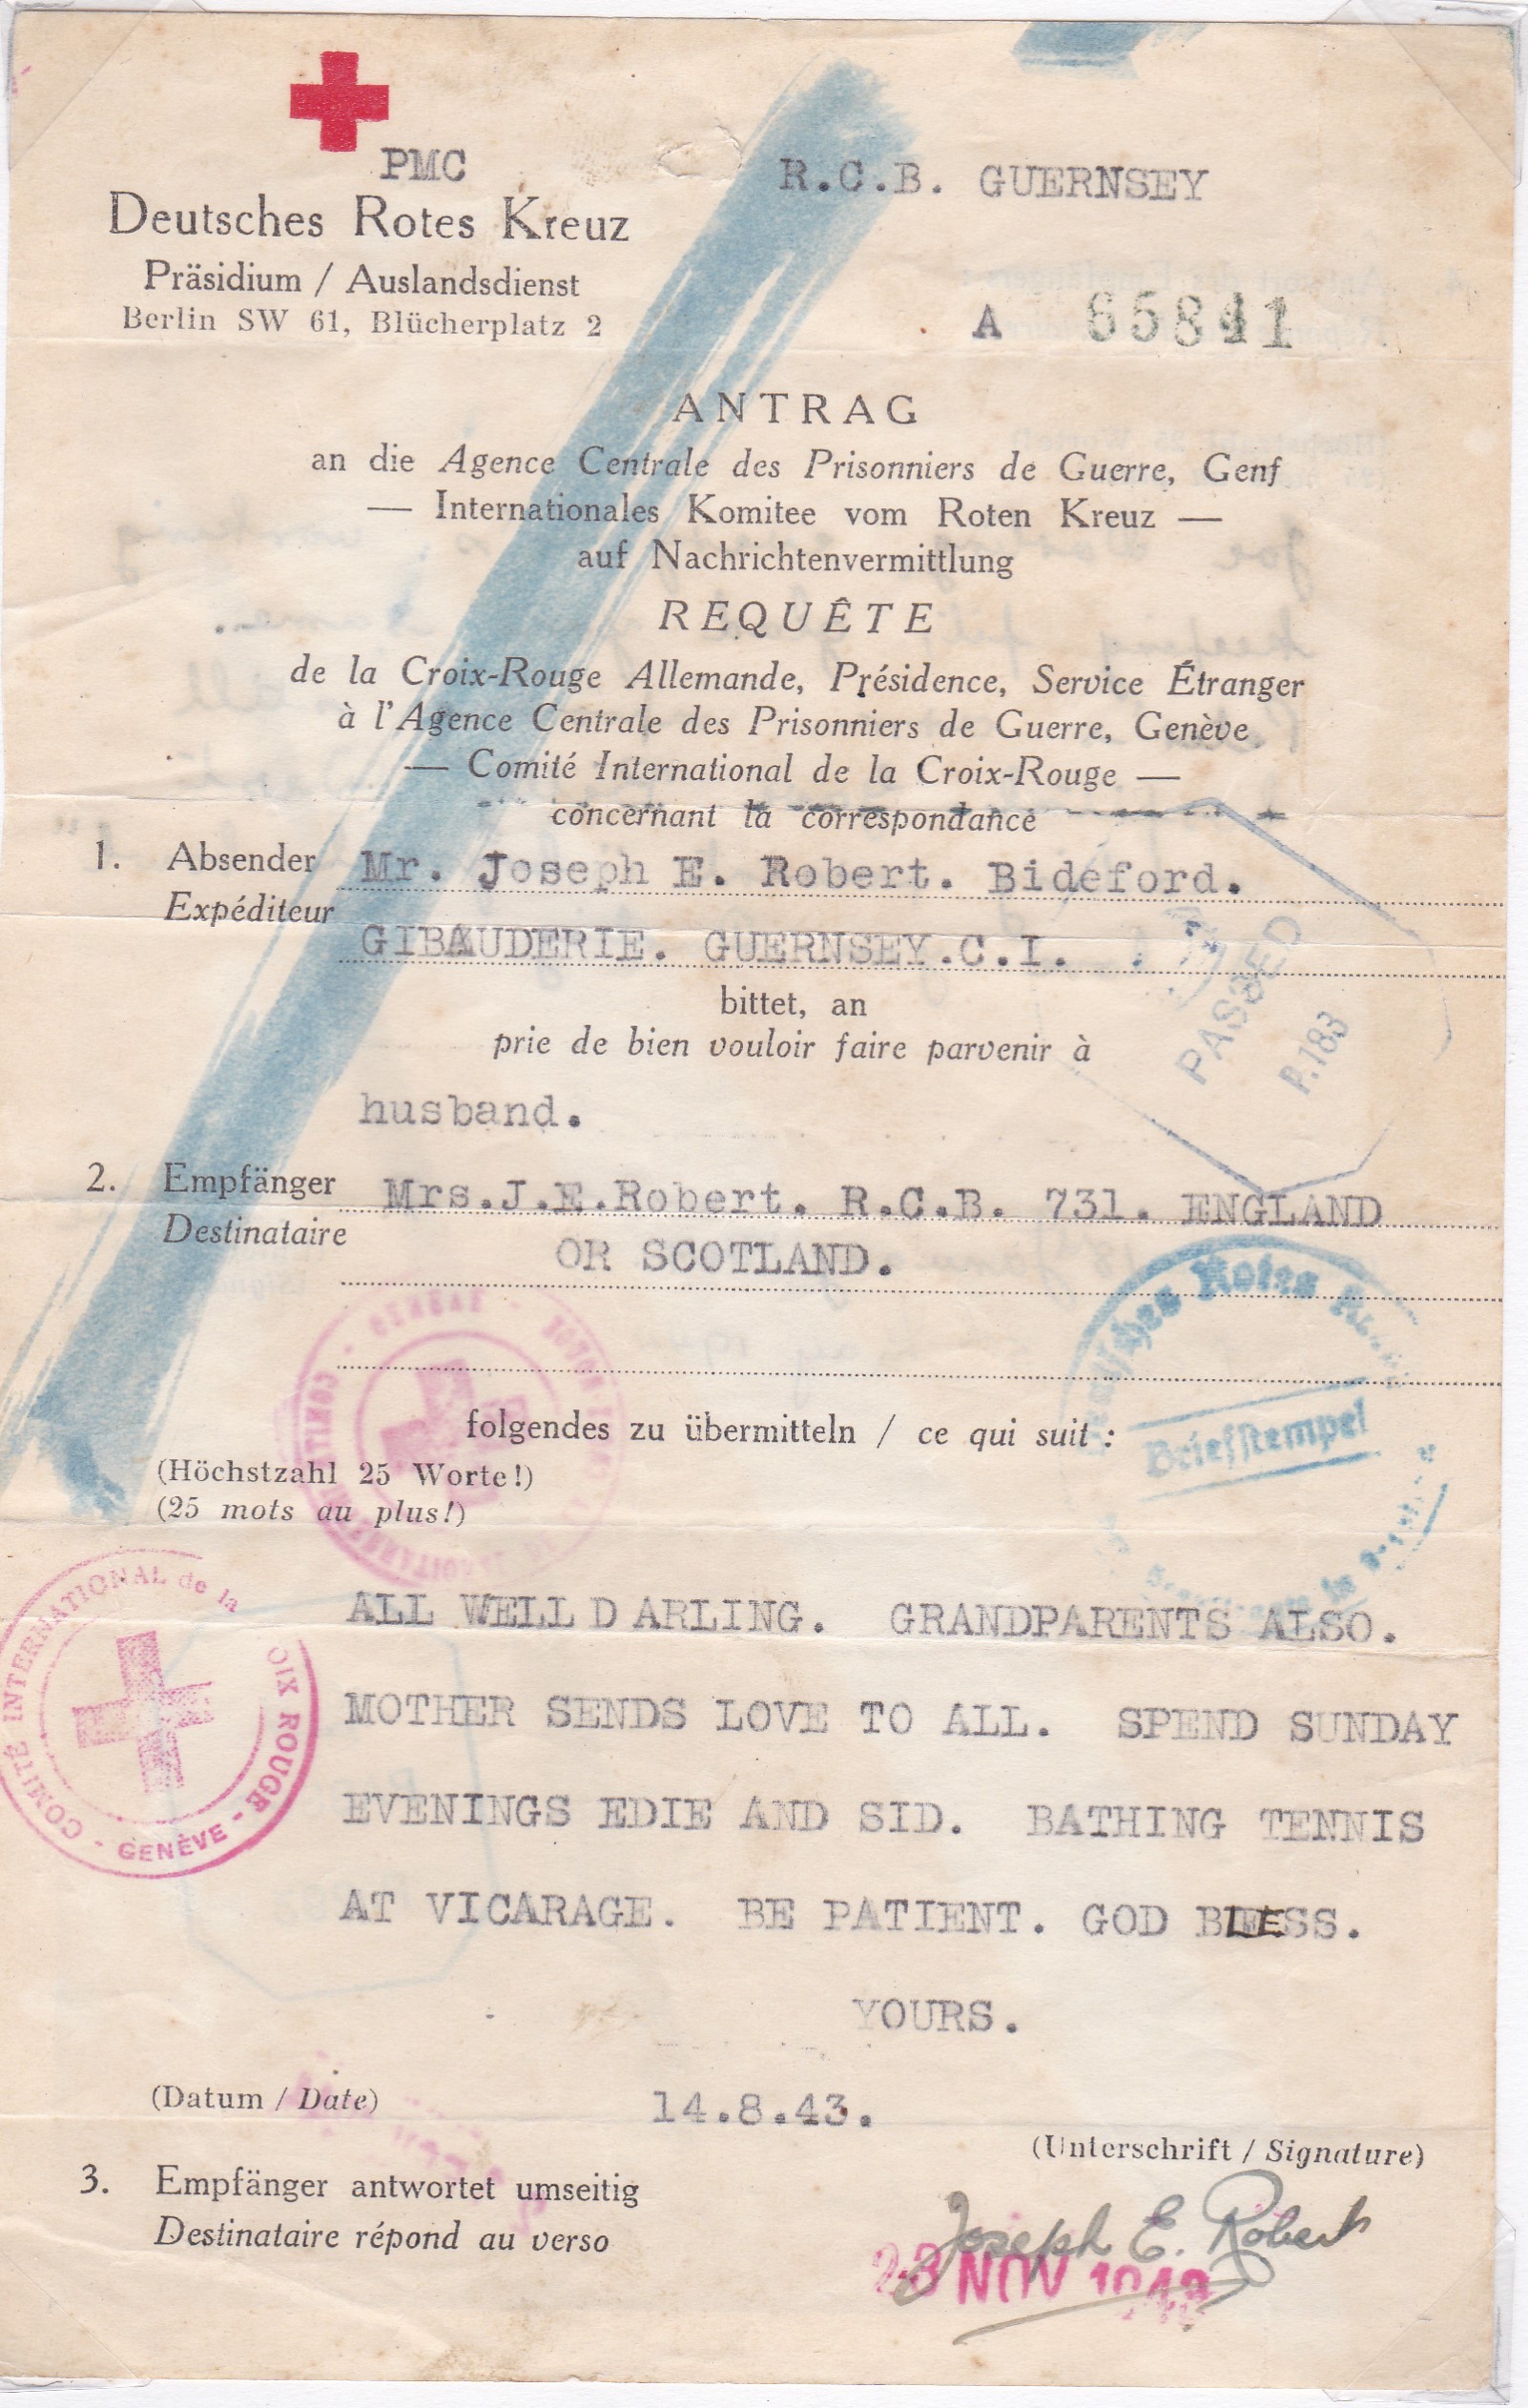 PMC
R.C.B. GUERNSEY
Deutsches Rotes Kreuz
Präsidium / Auslandsdienst
Berlin SW 61, Blücherplatz 2
A 65841
ANTRAG
an die Agence Centrale des Prisonniers de Guerre, Genf
— Internationales Komitee vom Roten Kreuz —
auf Nachrichtenvermittlung
REQUÊTE
de la Croix-Rouge Allemande, Présidence, Service Étranger
à l'Agence Centrale des Prisonniers de Guerre, Genève
— Comité International de la Croix-Rouge —
concernant la correspondance
1. Absender Mr. Joseph E. Robert. Bideford.
Expéditeur
GIBAUDERIE. GUERNSEY.C.I.
PASSED
P.183
bittet, an
prie de bien vouloir faire parvenir à
husband.
2. Empfänger Mrs.J.E.Robert. R.C.B. 731. ENGLAND
Destinataire
OR SCOTLAND.
Rotes
Briefstempel
folgendes zu übermitteln / ce qui suit :
(Höchstzahl 25 Worte!)
(25 mots au plus!)
COMITÉ INTERNATIONAL de la
OIX ROUGE - GENÈVE -
ALL WELL D ARLING. GRANDPARENTS ALSO.
MOTHER SENDS LOVE TO ALL. SPEND SUNDAY
EVENINGS EDIE AND SID. BATHING TENNIS
AT VICARAGE. BE PATIENT. GOD BLESS.
YOURS.
(Datum / Date) 14.8.43.
(Unterschrift / Signature)
3. Empfänger antwortet umseitig
Destinataire répond au verso
Joseph E. Robert
23 NOV 1943